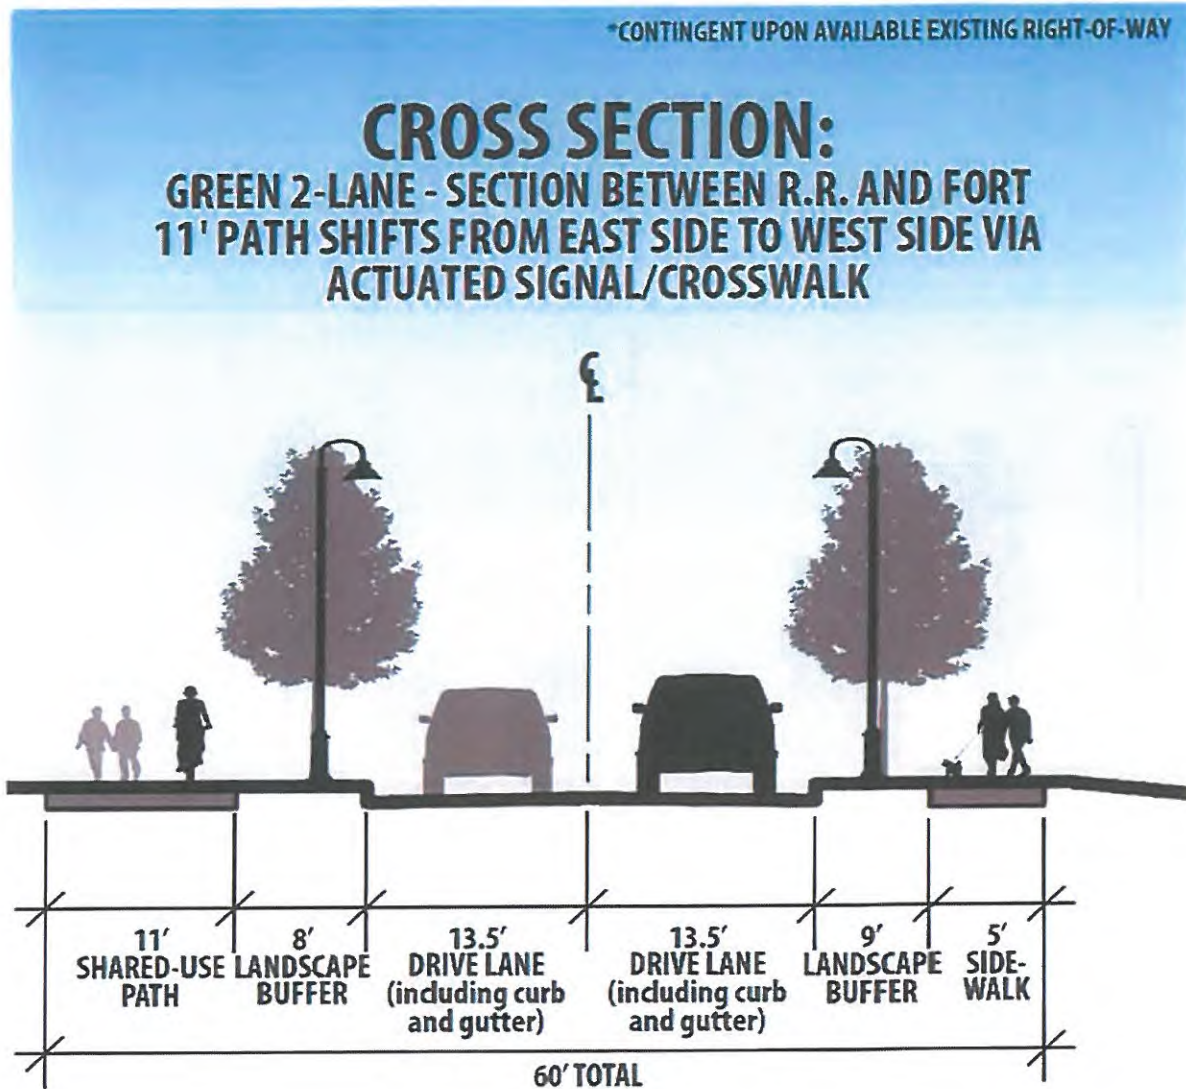 *CONTINGENT UPON AVAILABLE EXISTING RIGHT-OF-WAY
CROSS SECTION:
GREEN 2-LANE - SECTION BETWEEN R.R. AND FORT
11' PATH SHIFTS FROM EAST SIDE TO WEST SIDE VIA
ACTUATED SIGNAL/CROSSWALK
℄
11'
SHARED-USE
PATH
8'
LANDSCAPE
BUFFER
13.5'
DRIVE LANE
(including curb
and gutter)
13.5'
DRIVE LANE
(including curb
and gutter)
9'
LANDSCAPE
BUFFER
5'
SIDE-
WALK
60' TOTAL